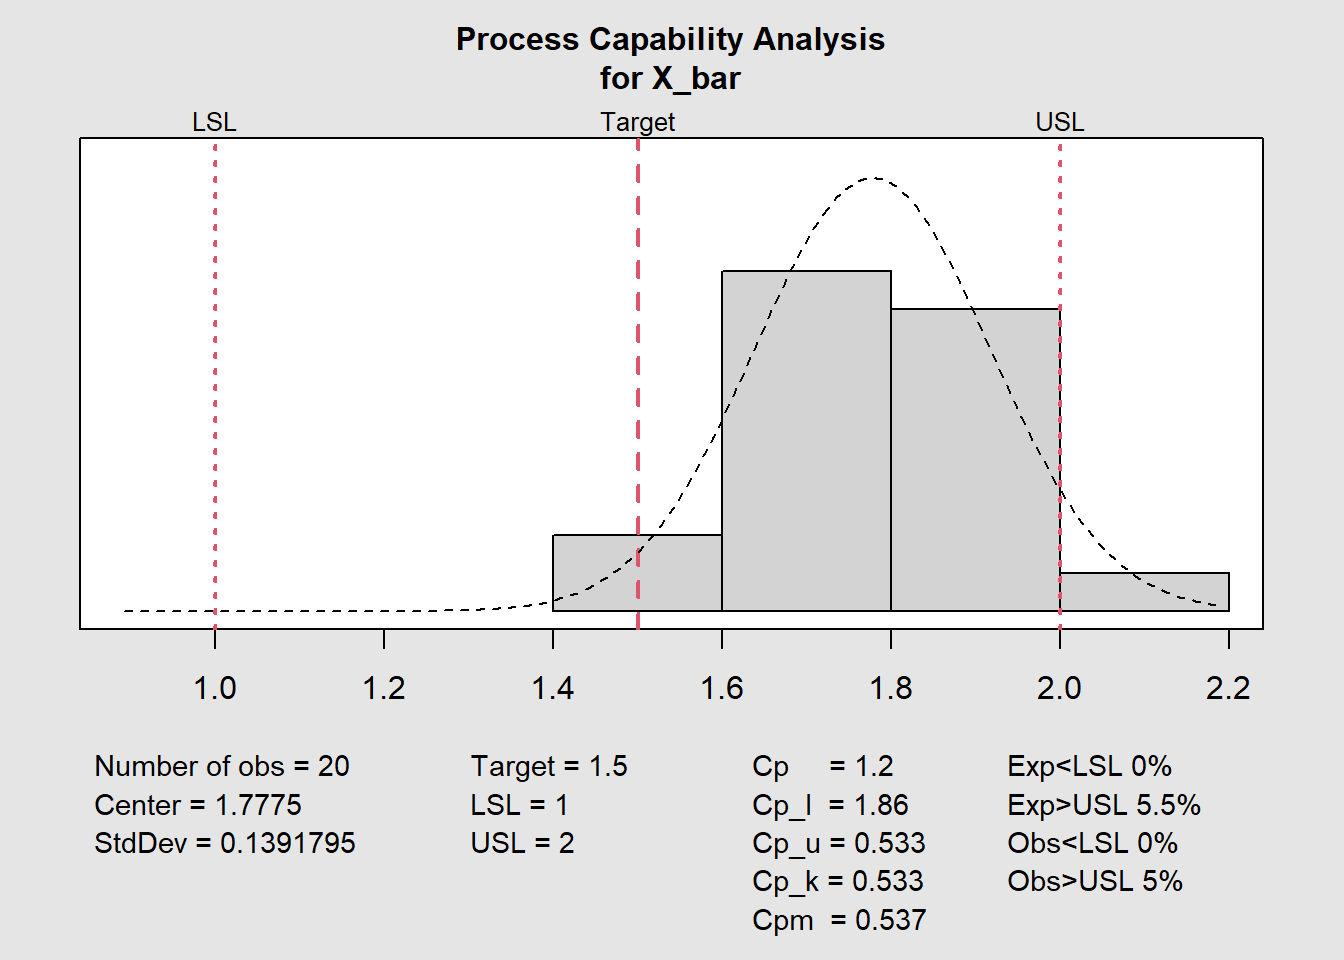 Process Capability Analysis
for X_bar
LSL
Target
USL
1.0
1.2
1.4
1.6
1.8
2.0
2.2
Number of obs = 20
Center = 1.7775
StdDev = 0.1391795
Target = 1.5
LSL = 1
USL = 2
Cp = 1.2
Cp_l = 1.86
Cp_u = 0.533
Cp_k = 0.533
Cpm = 0.537
Exp<LSL 0%
Exp>USL 5.5%
Obs<LSL 0%
Obs>USL 5%